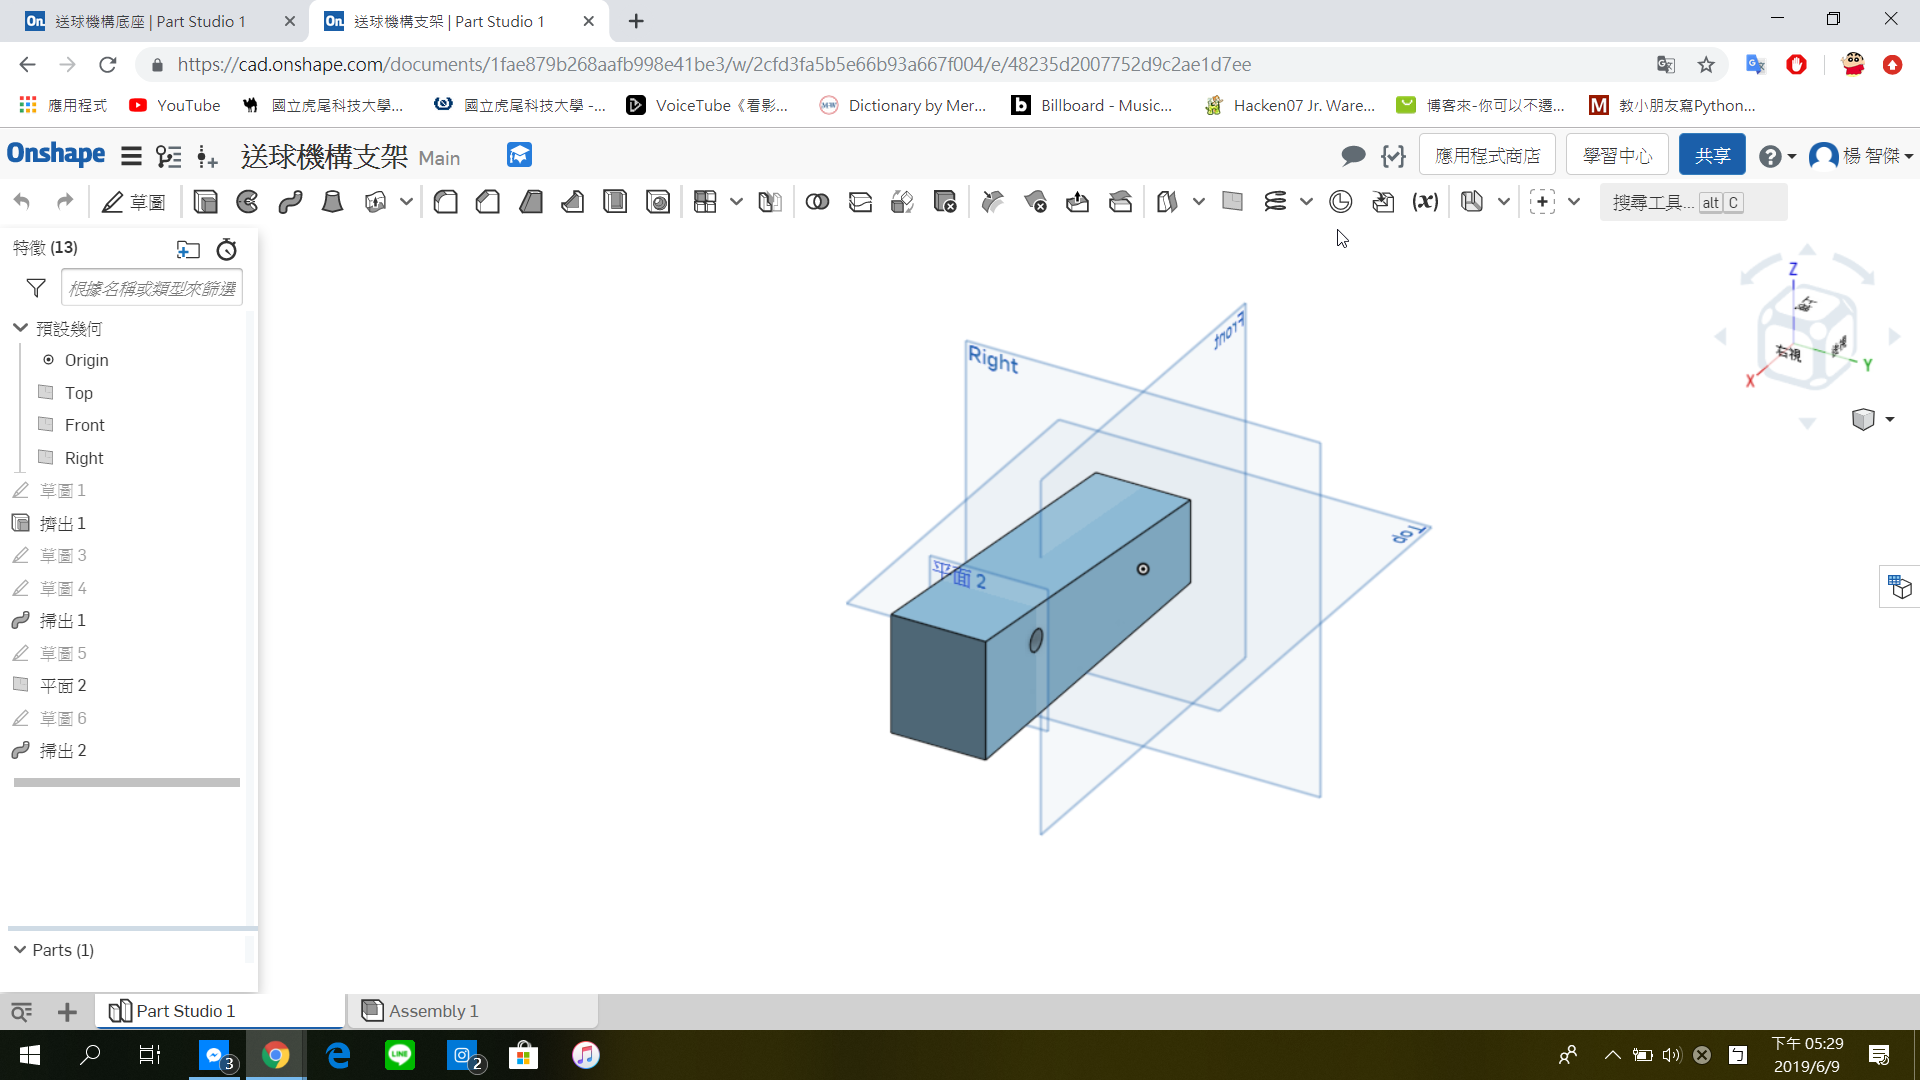 送球機構底座 | Part Studio 1
送球機構支架 | Part Studio 1
https://cad.onshape.com/documents/1fae879b268aafb998e41be3/w/2cfd3fa5b5e66b93a667f004/e/48235d2007752d9c2ae1d7ee
應用程式
YouTube
國立虎尾科技大學...
國立虎尾科技大學 -...
VoiceTube《看影...
Dictionary by Mer...
Billboard - Music...
Hacken07 Jr. Ware...
博客來-你可以不遷...
教小朋友寫Python...
Onshape
送球機構支架 Main
應用程式商店
學習中心
共享
楊 智傑
草圖
(x)
搜尋工具... alt C
特徵 (13)
根據名稱或類型來篩選
預設幾何
Origin
Top
Front
Right
草圖 1
擠出 1
草圖 3
草圖 4
掃出 1
草圖 5
平面 2
草圖 6
掃出 2
Parts (1)
Right
Front
Top
平面 2
Z
上視
右視
後視
X
Y
Part Studio 1
Assembly 1
3
2
下午 05:29
2019/6/9